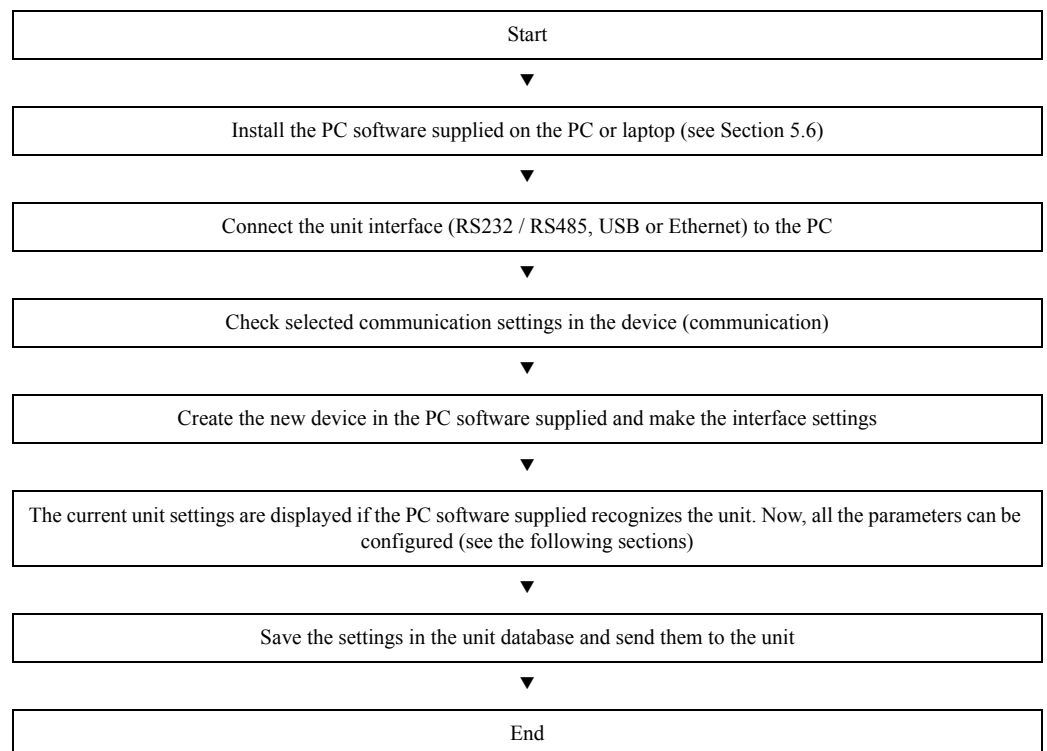 Start
Install the PC software supplied on the PC or laptop (see Section 5.6)
Connect the unit interface (RS232 / RS485, USB or Ethernet) to the PC
Check selected communication settings in the device (communication)
Create the new device in the PC software supplied and make the interface settings
The current unit settings are displayed if the PC software supplied recognizes the unit. Now, all the parameters can be
configured (see the following sections)
Save the settings in the unit database and send them to the unit
End